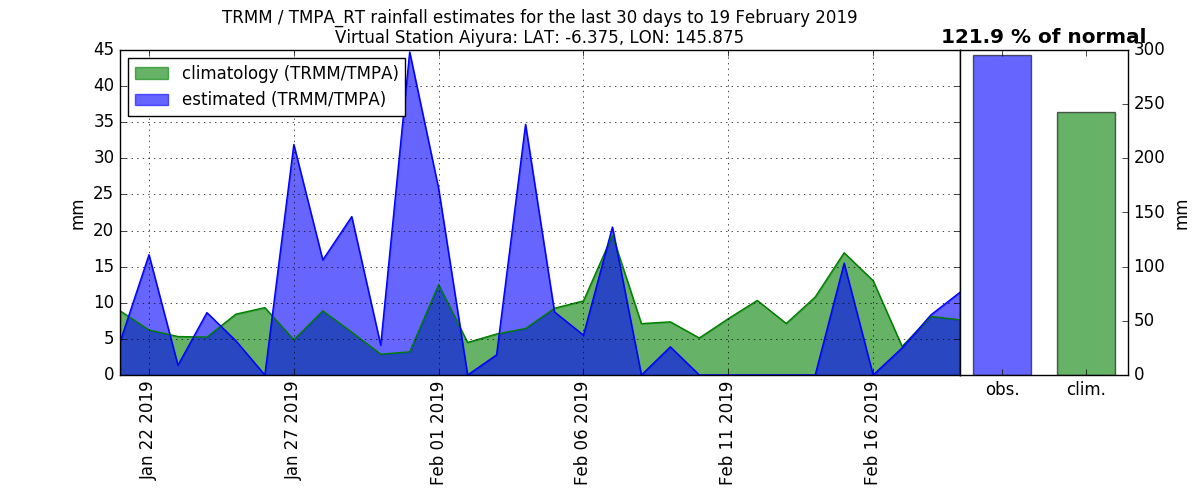 TRMM / TMPA_RT rainfall estimates for the last 30 days to 19 February 2019
Virtual Station Aiyura: LAT: -6.375, LON: 145.875
121.9 % of normal
climatology (TRMM/TMPA)
estimated (TRMM/TMPA)
mm
45
40
35
30
25
20
15
10
5
0
Jan 22 2019
Jan 27 2019
Feb 01 2019
Feb 06 2019
Feb 11 2019
Feb 16 2019
obs.
clim.
300
250
200
150
100
50
0
mm